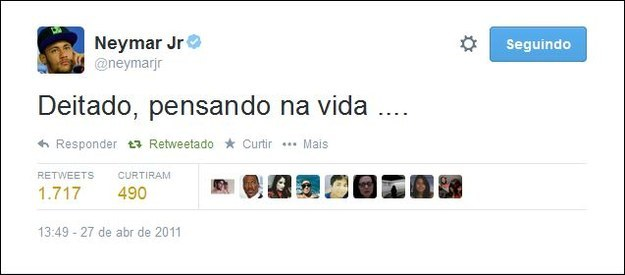 Neymar Jr
@neymarjr
Seguindo
Deitado, pensando na vida ....
Responder Retweetado Curtir Mais
RETWEETS CURTIRAM
1.717 490
13:49 - 27 de abr de 2011